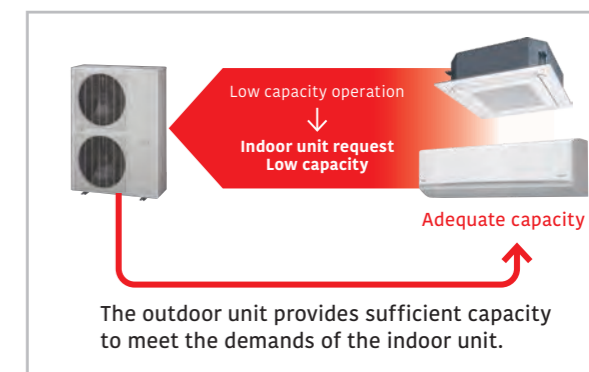 Low capacity operation
Indoor unit request
Low capacity
Adequate capacity
The outdoor unit provides sufficient capacity
to meet the demands of the indoor unit.